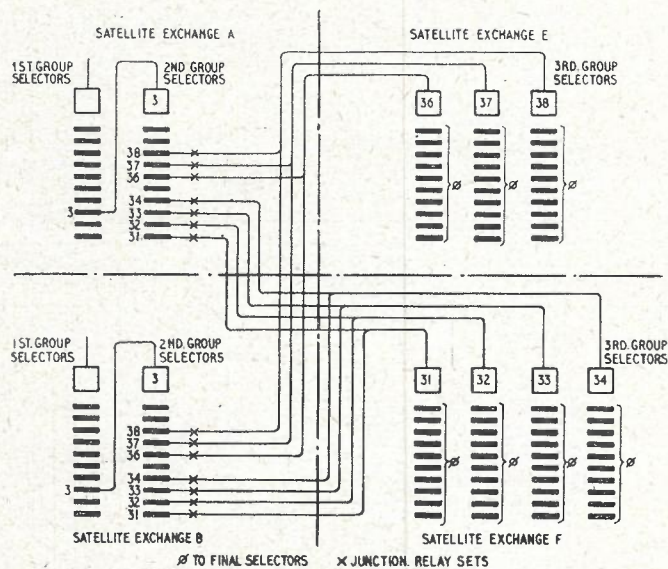 SATELLITE EXCHANGE A
SATELLITE EXCHANGE E
1ST. GROUP SELECTORS
2ND. GROUP SELECTORS
3RD. GROUP SELECTORS
3
36
37
38
38
37
36
34
33
32
31
3
ø
ø
ø
1ST. GROUP SELECTORS
2ND. GROUP SELECTORS
3RD. GROUP SELECTORS
3
31
32
33
34
38
37
36
34
33
32
31
3
ø
ø
ø
ø
SATELLITE EXCHANGE B
SATELLITE EXCHANGE F
ø TO FINAL SELECTORS
X JUNCTION. RELAY SETS